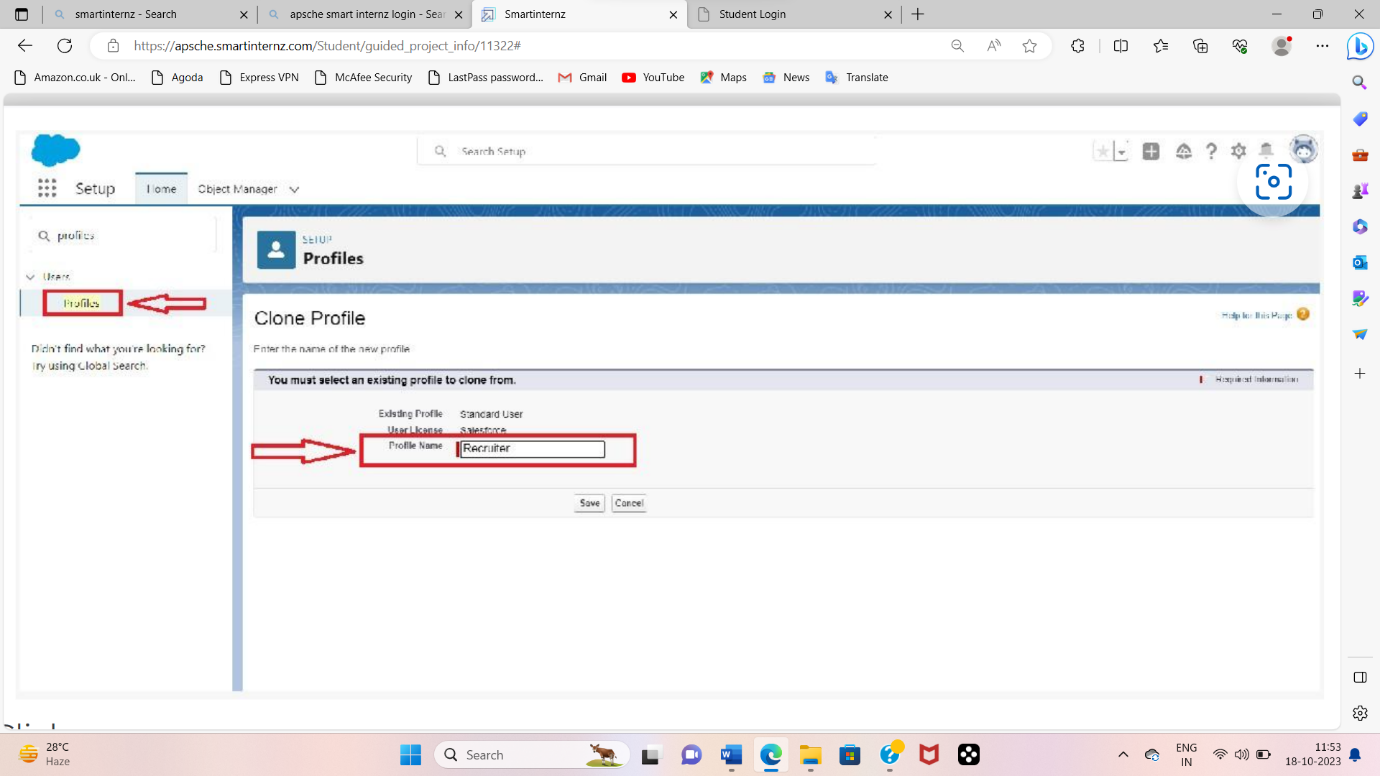 smartinternz - Search
apsche smart internz login - Sear
Smartinternz
Student Login
https://apsche.smartinternz.com/Student/guided_project_info/11322#
Amazon.co.uk - Onl...
Agoda
Express VPN
McAfee Security
LastPass password...
Gmail
YouTube
Maps
News
Translate
Search Setup
Setup
Home
Object Manager
profiles
Users
Profiles
Didn't find what you're looking for?
Try using Global Search.
SETUP
Profiles
Clone Profile
Help for this Page
Enter the name of the new profile
You must select an existing profile to clone from.
Required Information
Existing Profile Standard User
User License Salesforce
Profile Name Recruiter
Save Cancel
28°C
Haze
Search
ENG
IN
11:53
18-10-2023